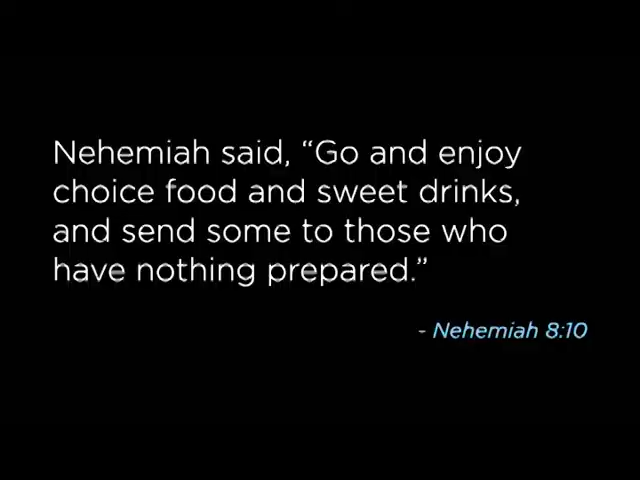 Nehemiah said, “Go and enjoy
choice food and sweet drinks,
and send some to those who
have nothing prepared.”
- Nehemiah 8:10